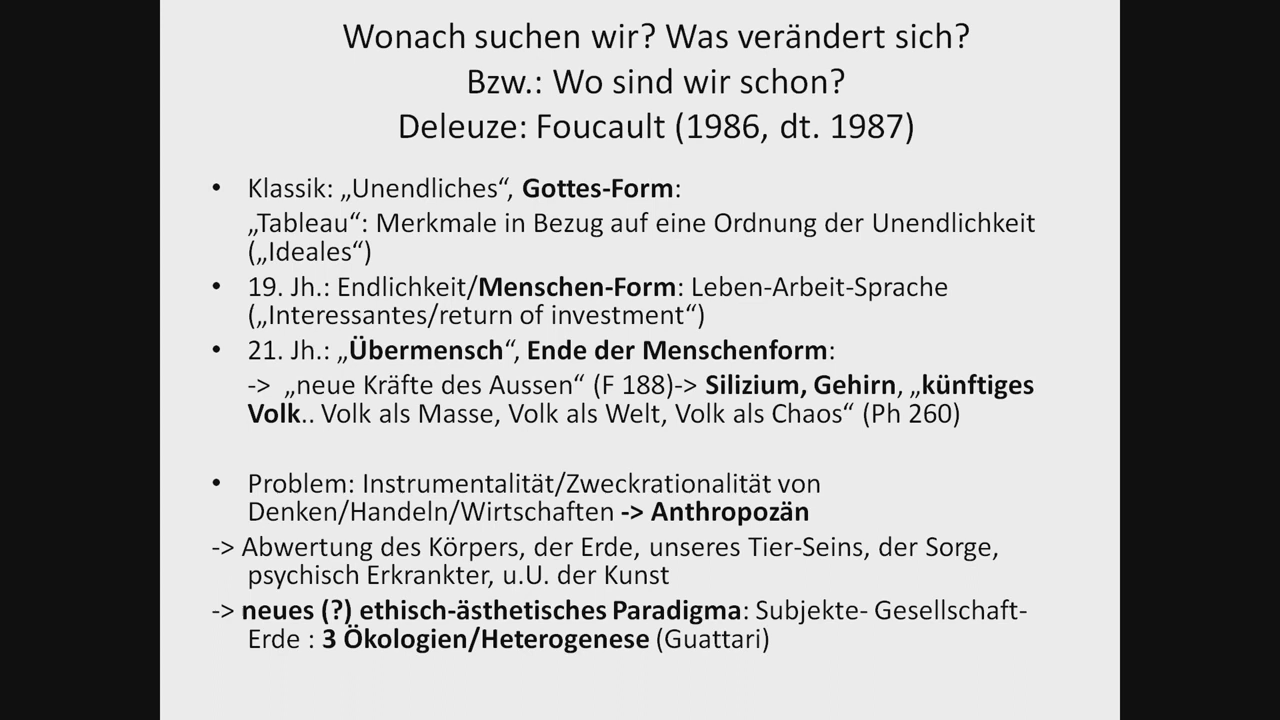 Wonach suchen wir? Was verändert sich?
Bzw.: Wo sind wir schon?
Deleuze: Foucault (1986, dt. 1987)
• Klassik: „Unendliches“, Gottes-Form:
„Tableau“: Merkmale in Bezug auf eine Ordnung der Unendlichkeit
(„Ideales“)
• 19. Jh.: Endlichkeit/Menschen-Form: Leben-Arbeit-Sprache
(„Interessantes/return of investment“)
• 21. Jh.: „Übermensch“, Ende der Menschenform:
-> „neue Kräfte des Aussen“ (F 188)-> Silizium, Gehirn, „künftiges
Volk.. Volk als Masse, Volk als Welt, Volk als Chaos“ (Ph 260)
• Problem: Instrumentalität/Zweckrationalität von
Denken/Handeln/Wirtschaften -> Anthropozän
-> Abwertung des Körpers, der Erde, unseres Tier-Seins, der Sorge,
psychisch Erkrankter, u.U. der Kunst
-> neues (?) ethisch-ästhetisches Paradigma: Subjekte- Gesellschaft-
Erde : 3 Ökologien/Heterogenese (Guattari)